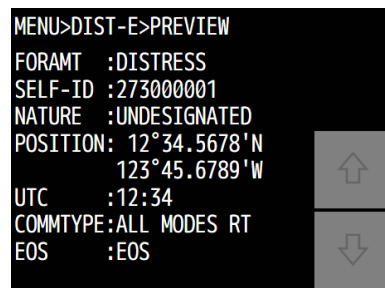 MENU>DIST-E>PREVIEW
FORAMT :DISTRESS
SELF-ID :273000001
NATURE :UNDESIGNATED
POSITION: 12°34.5678'N
123°45.6789'W
UTC :12:34
COMMTYPE:ALL MODES RT
EOS :EOS